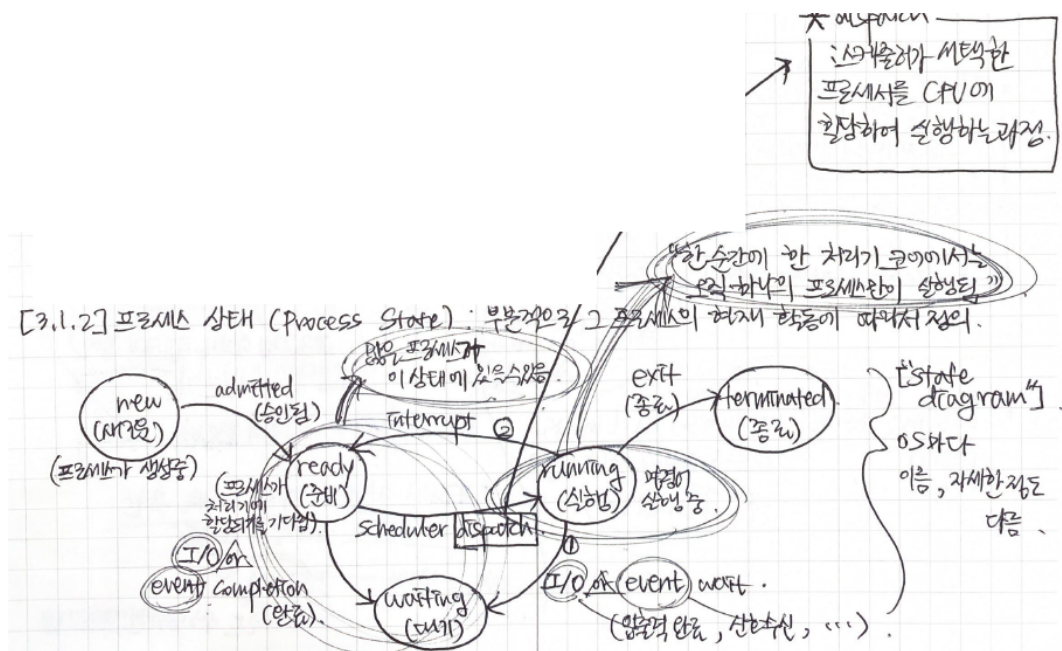 * dispatch
: 스케줄러가 선택한
프로세서를 CPU에
할당하여 실행하는 과정.
"한 순간에 한 처리기 코어에서는
오직 하나의 프로세스만이 실행됨"
[3.1.2] 프로세스 상태 (Process State) : 부분적으로 그 프로세스의 현재 활동에 따라서 정의.
많은 프로세스가
이 상태에 있을 수 있음
new
(새로운)
(프로세스가 생성중)
admitted
(승인됨)
interrupt
②
exit
(종료)
terminated
(종료)
ready
(준비)
(프로세스가
처리기에
할당되기를 기다림).
running
(실행)
명령어
실행 중.
scheduler dispatch
①
I/O or
event completion
(완료).
waiting
(대기)
I/O or event wait.
(입출력 완료, 신호수신, ...).
["state
diagram"]
OS마다
이름, 자세한 정도
다름.